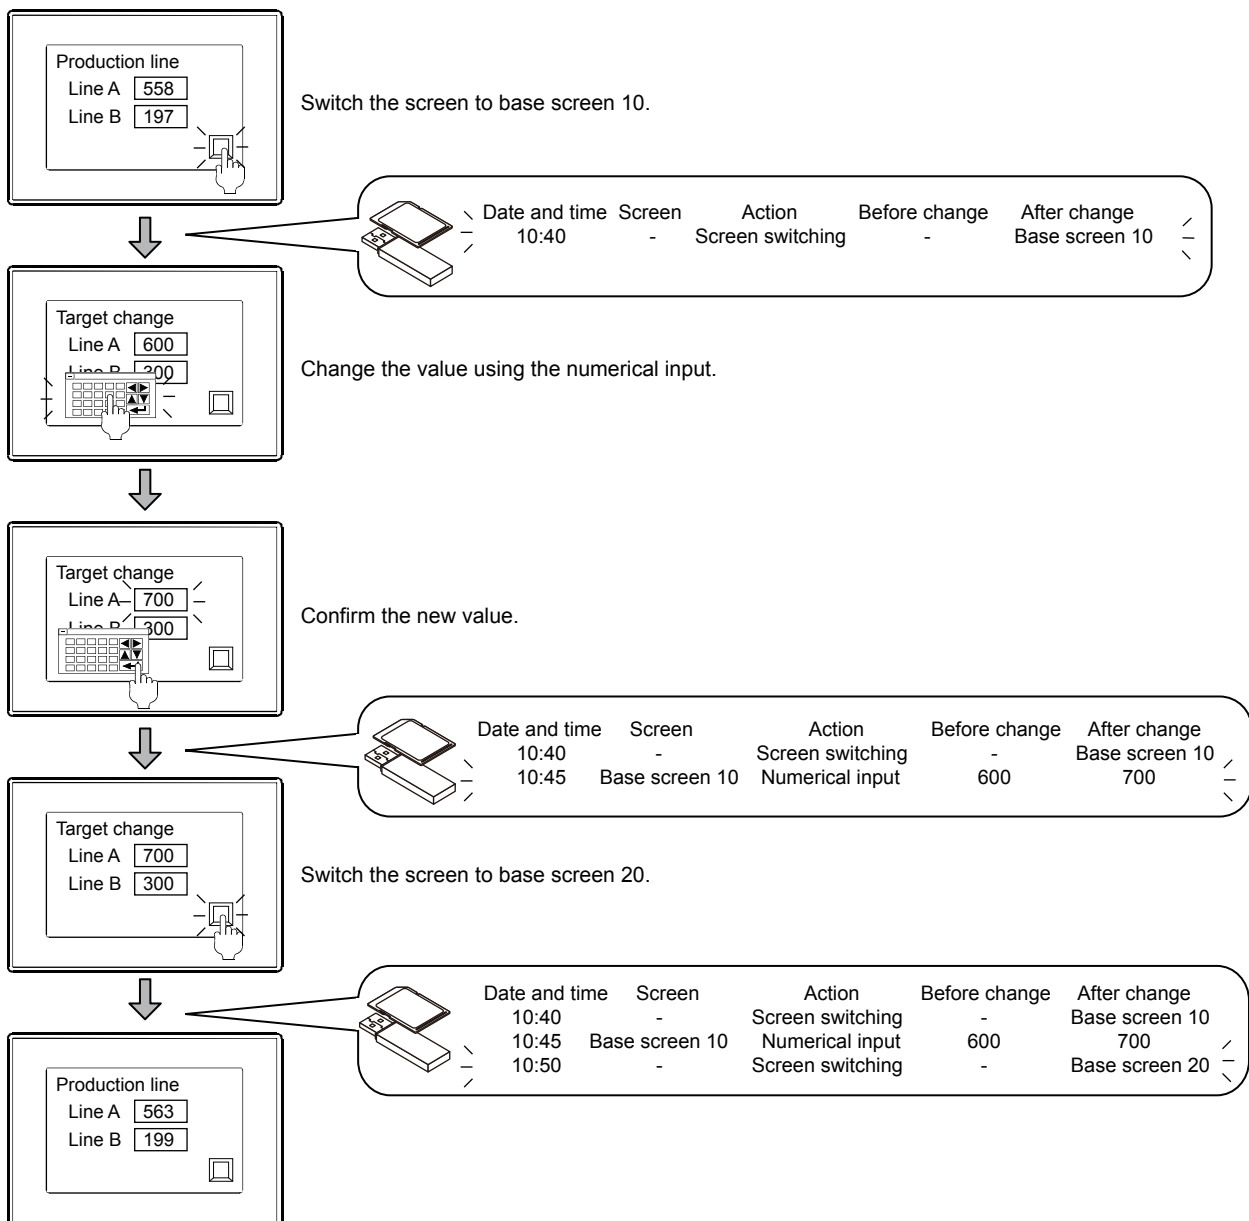 Production line
Line A 558
Line B 197
Switch the screen to base screen 10.
Date and time Screen Action Before change After change
10:40 - Screen switching - Base screen 10
Target change
Line A 600
Line B 300
Change the value using the numerical input.
Target change
Line A 700
Line B 300
Confirm the new value.
Date and time Screen Action Before change After change
10:40 - Screen switching - Base screen 10
10:45 Base screen 10 Numerical input 600 700
Target change
Line A 700
Line B 300
Switch the screen to base screen 20.
Date and time Screen Action Before change After change
10:40 - Screen switching - Base screen 10
10:45 Base screen 10 Numerical input 600 700
10:50 - Screen switching - Base screen 20
Production line
Line A 563
Line B 199